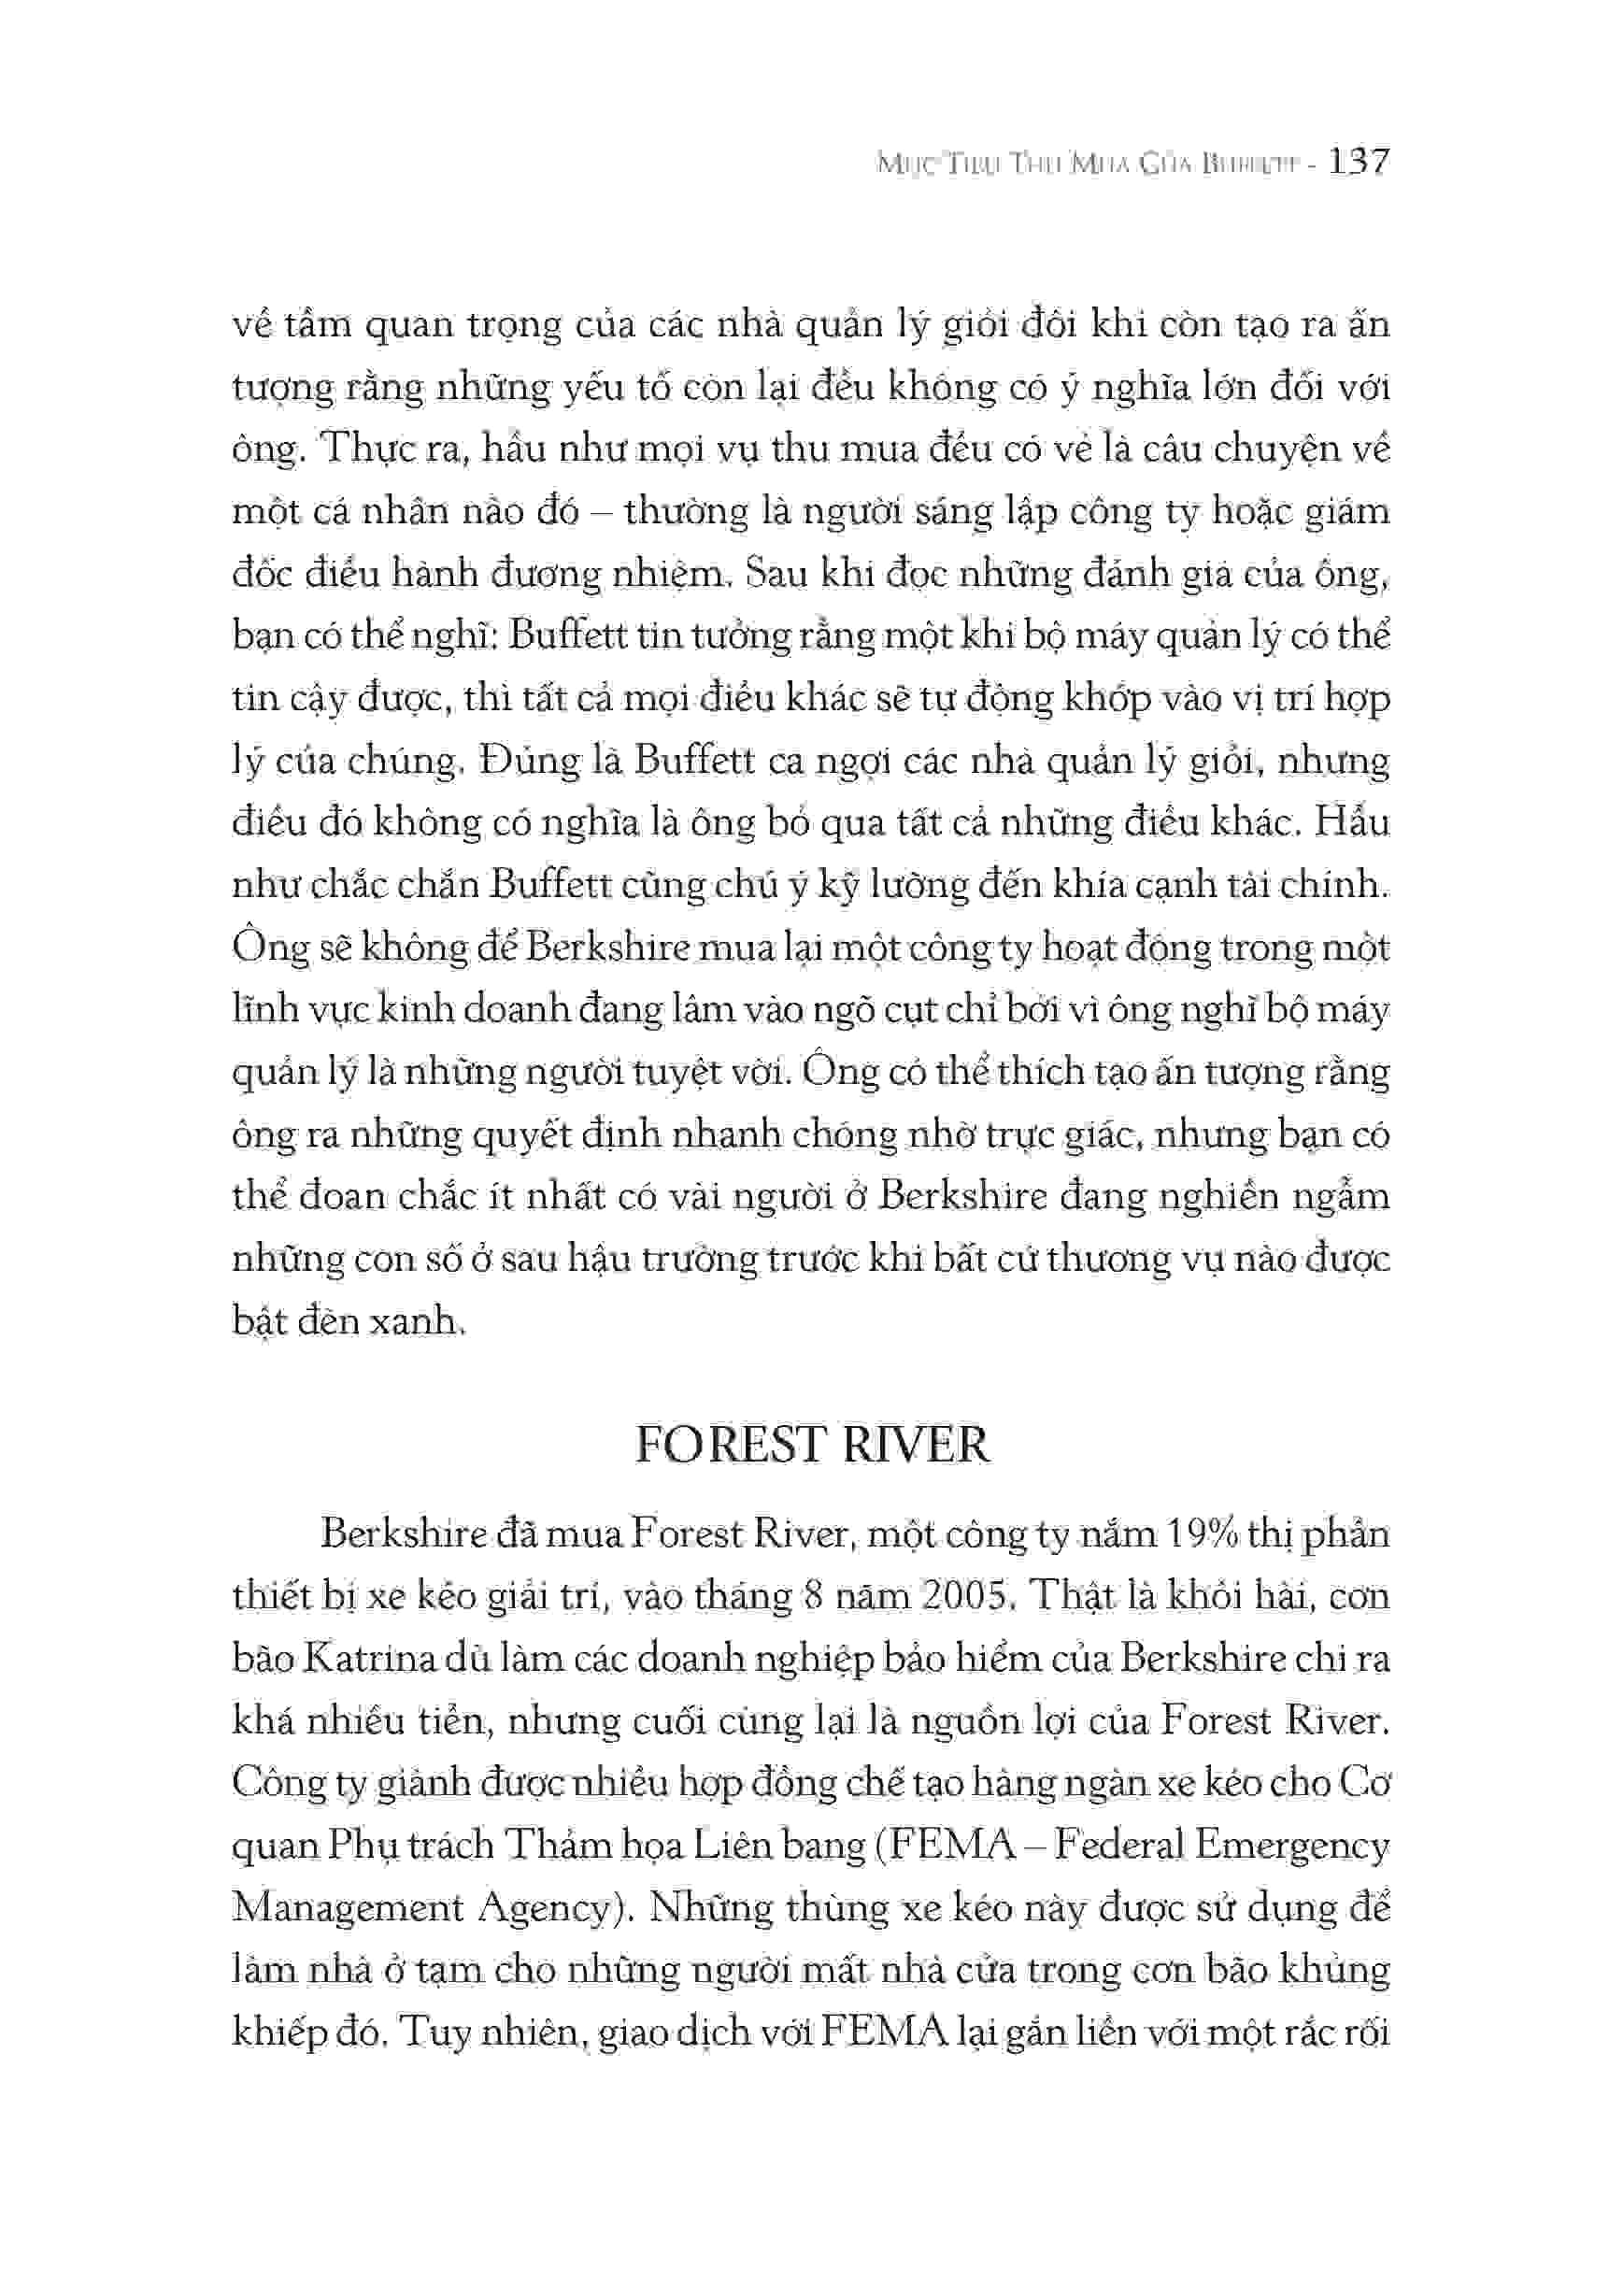 Mục Tiêu Thu Mua Của Buffett - 137
về tầm quan trọng của các nhà quản lý giỏi đôi khi còn tạo ra ấn
tượng rằng những yếu tố còn lại đều không có ý nghĩa lớn đối với
ông. Thực ra, hầu như mọi vụ thu mua đều có vẻ là câu chuyện về
một cá nhân nào đó – thường là người sáng lập công ty hoặc giám
đốc điều hành đương nhiệm. Sau khi đọc những đánh giá của ông,
bạn có thể nghĩ: Buffett tin tưởng rằng một khi bộ máy quản lý có thể
tin cậy được, thì tất cả mọi điều khác sẽ tự động khớp vào vị trí hợp
lý của chúng. Đúng là Buffett ca ngợi các nhà quản lý giỏi, nhưng
điều đó không có nghĩa là ông bỏ qua tất cả những điều khác. Hầu
như chắc chắn Buffett cũng chú ý kỹ lưỡng đến khía cạnh tài chính.
Ông sẽ không để Berkshire mua lại một công ty hoạt động trong một
lĩnh vực kinh doanh đang lâm vào ngõ cụt chỉ bởi vì ông nghĩ bộ máy
quản lý là những người tuyệt vời. Ông có thể thích tạo ấn tượng rằng
ông ra những quyết định nhanh chóng nhờ trực giác, nhưng bạn có
thể đoan chắc ít nhất có vài người ở Berkshire đang nghiền ngẫm
những con số ở sau hậu trường trước khi bất cứ thương vụ nào được
bật đèn xanh.
FOREST RIVER
Berkshire đã mua Forest River, một công ty nắm 19% thị phần
thiết bị xe kéo giải trí, vào tháng 8 năm 2005. Thật là khôi hài, cơn
bão Katrina dù làm các doanh nghiệp bảo hiểm của Berkshire chi ra
khá nhiều tiền, nhưng cuối cùng lại là nguồn lợi của Forest River.
Công ty giành được nhiều hợp đồng chế tạo hàng ngàn xe kéo cho Cơ
quan Phụ trách Thảm họa Liên bang (FEMA – Federal Emergency
Management Agency). Những thùng xe kéo này được sử dụng để
làm nhà ở tạm cho những người mất nhà cửa trong cơn bão khủng
khiếp đó. Tuy nhiên, giao dịch với FEMA lại gắn liền với một rắc rối